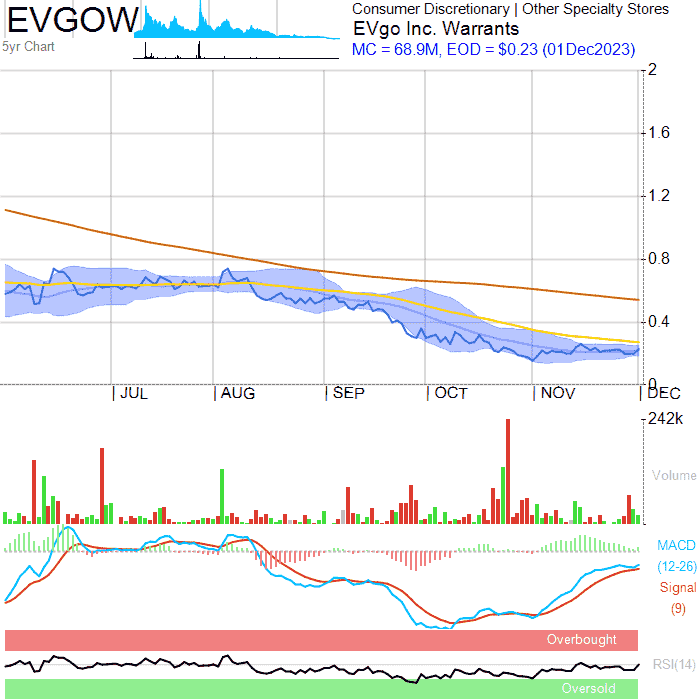 EVGOW
5yr Chart
Consumer Discretionary | Other Specialty Stores
EVgo Inc. Warrants
MC = 68.9M, EOD = $0.23 (01Dec2023)
2
1.6
1.2
0.8
0.4
0
JUL
AUG
SEP
OCT
NOV
DEC
242k
Volume
MACD
(12-26)
Signal
(9)
Overbought
RSI(14)
Oversold